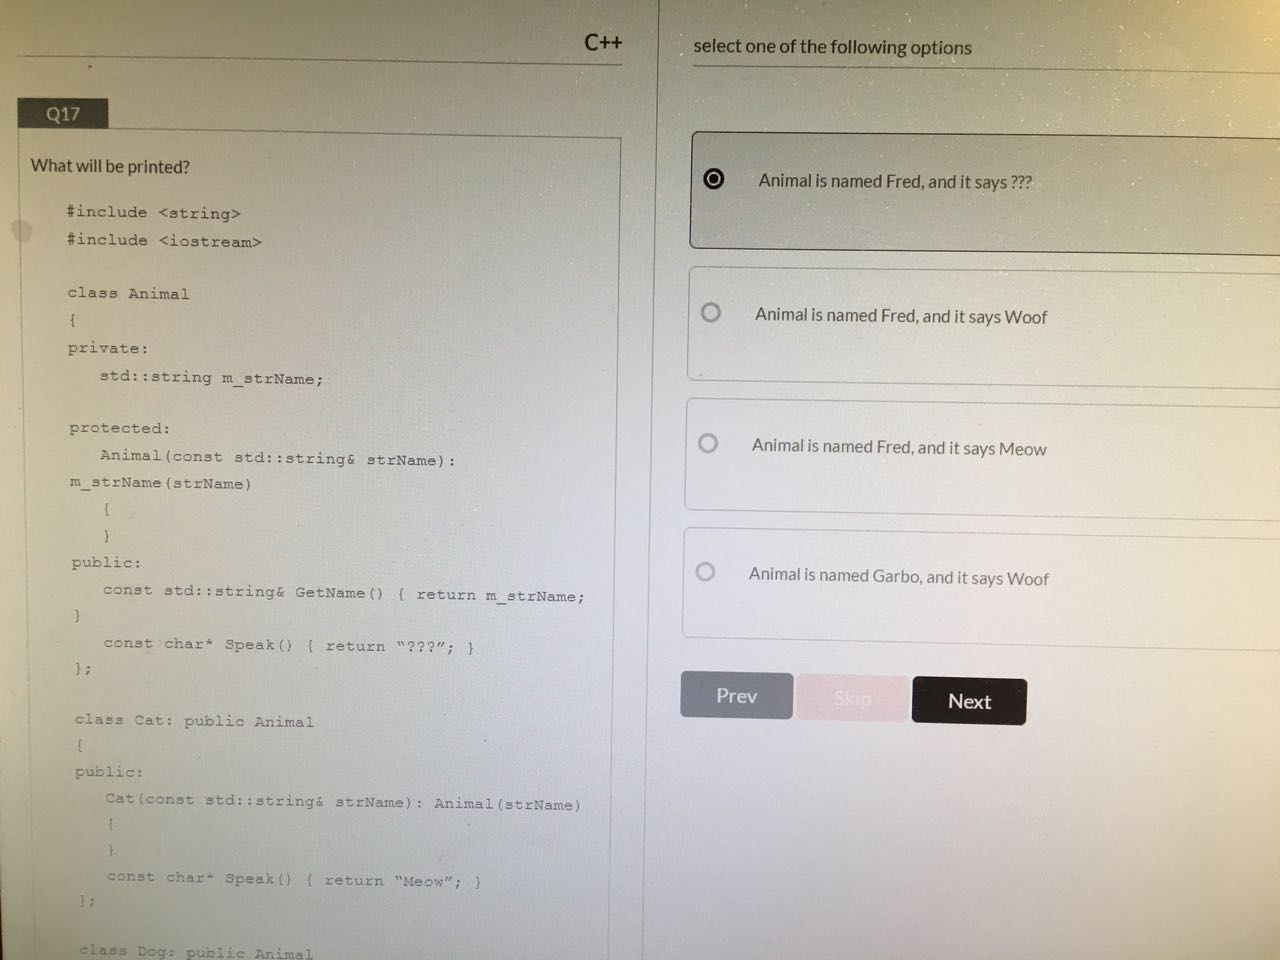 C++
Q17
What will be printed?
#include <string>
#include <iostream>
class Animal
{
private:
std::string m_strName;
protected:
Animal(const std::string& strName):
m_strName(strName)
{
}
public:
const std::string& GetName() { return m_strName;
}
const char* Speak() { return “???”; }
};
class Cat: public Animal
{
public:
Cat(const std::string& strName): Animal(strName)
{
}
const char* Speak() { return “Meow”; }
};
class Dog: public Animal
select one of the following options
Animal is named Fred, and it says ???
Animal is named Fred, and it says Woof
Animal is named Fred, and it says Meow
Animal is named Garbo, and it says Woof
Prev
Skip
Next